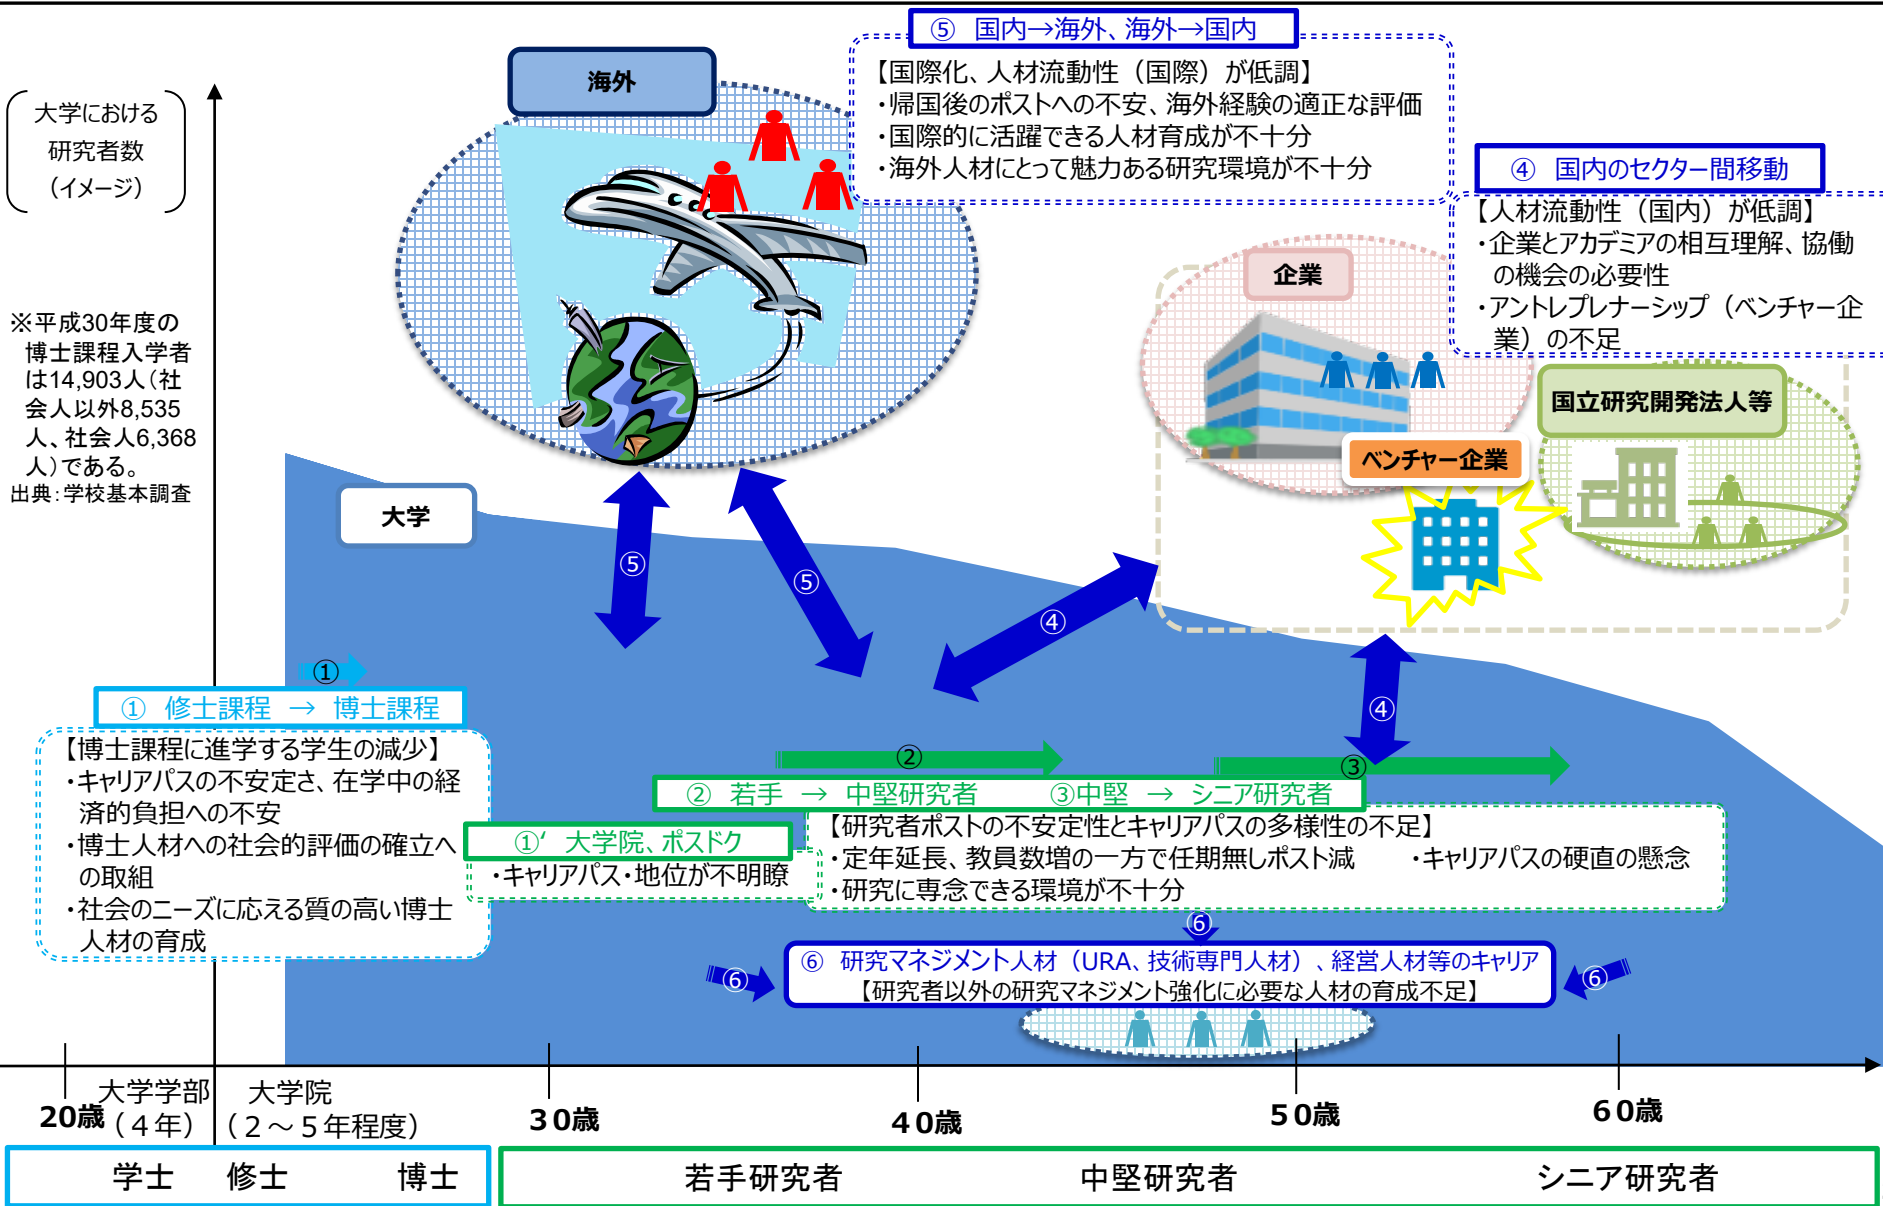 ⑤ 国内→海外、海外→国内
【国際化、人材流動性（国際）が低調】
・帰国後のポストへの不安、海外経験の適正な評価
・国際的に活躍できる人材育成が不十分
・海外人材にとって魅力ある研究環境が不十分
海外
大学における
研究者数
（イメージ）
④ 国内のセクター間移動
【人材流動性（国内）が低調】
・企業とアカデミアの相互理解、協働
の機会の必要性
・アントレプレナーシップ（ベンチャー企
業）の不足
企業
国立研究開発法人等
ベンチャー企業
※平成30年度の
博士課程入学者
は14,903人（社
会人以外8,535
人、社会人6,368
人）である。
出典：学校基本調査
大学
⑤
⑤
④
④
①
① 修士課程 → 博士課程
【博士課程に進学する学生の減少】
・キャリアパスの不安定さ、在学中の経
済的負担への不安
・博士人材への社会的評価の確立へ
の取組
・社会のニーズに応える質の高い博士
人材の育成
②
③
② 若手 → 中堅研究者 ③中堅 → シニア研究者
①‘ 大学院、ポスドク
・キャリアパス・地位が不明瞭
【研究者ポストの不安定性とキャリアパスの多様性の不足】
・定年延長、教員数増の一方で任期無しポスト減 ・キャリアパスの硬直の懸念
・研究に専念できる環境が不十分
⑥
⑥
⑥
⑥ 研究マネジメント人材（URA、技術専門人材）、経営人材等のキャリア
【研究者以外の研究マネジメント強化に必要な人材の育成不足】
20歳
大学学部
（４年）
大学院
（２～５年程度）
３０歳
４０歳
５０歳
６０歳
学士 修士 博士
若手研究者 中堅研究者 シニア研究者